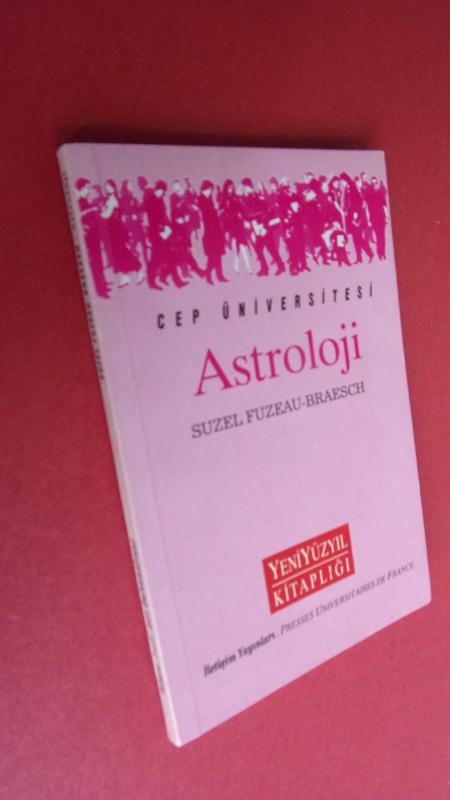 CEP ÜNİVERSİTESİ
Astroloji
SUZEL FUZEAU-BRAESCH
YENİYÜZYIL
KİTAPLIĞI
İletişim Yayınları . PRESSES UNIVERSITAIRES DE FRANCE